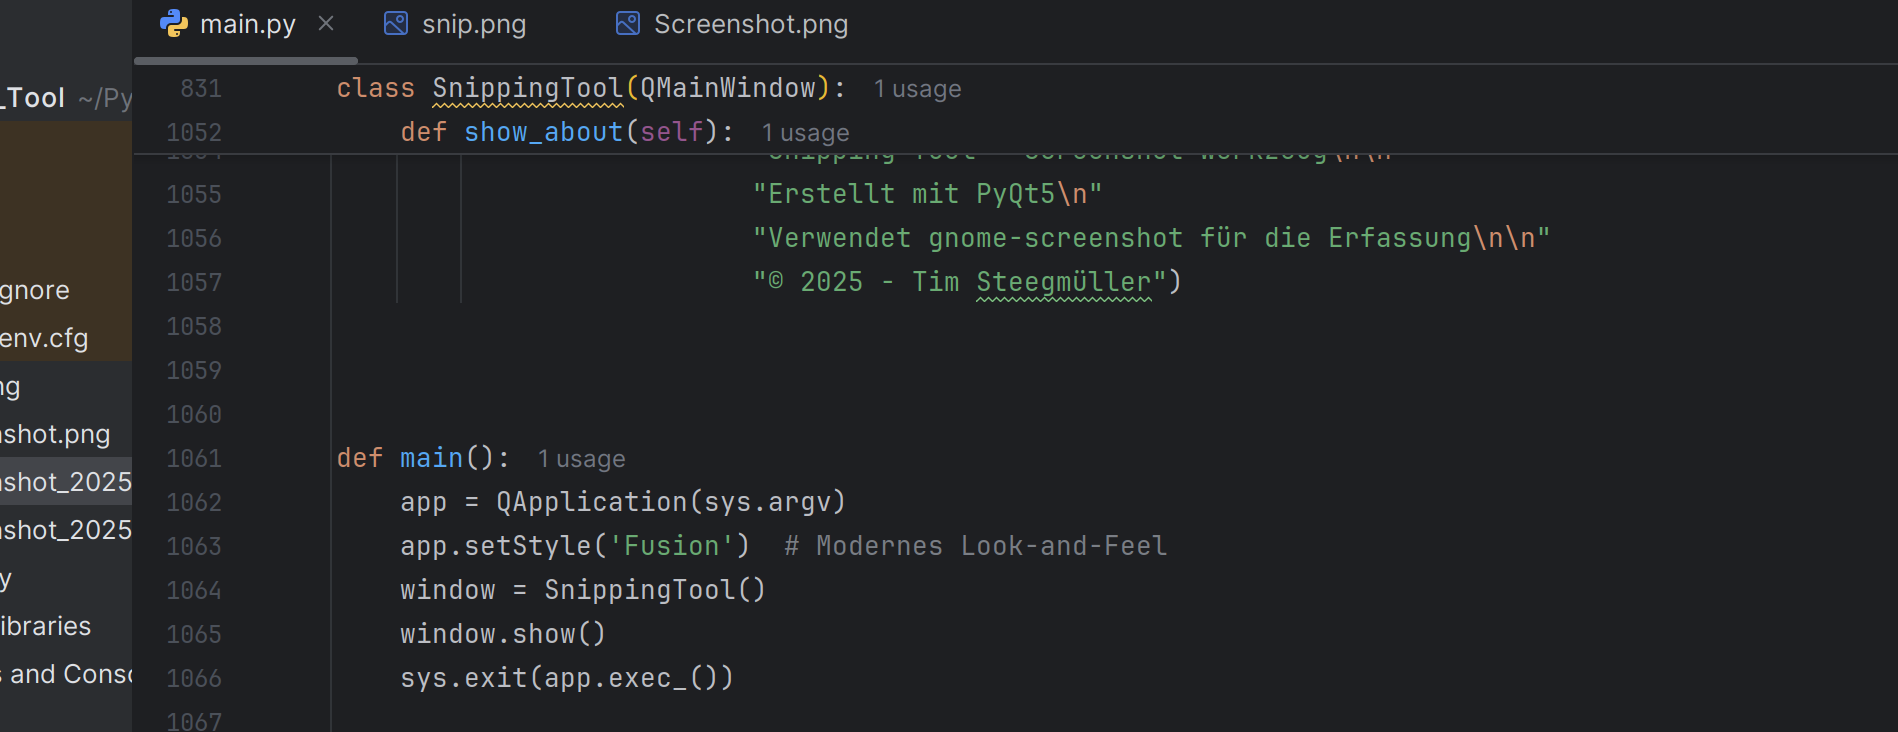 main.py
snip.png
Screenshot.png
_Tool ~/Py
gnore
env.cfg
ng
shot.png
shot_2025
shot_2025
y
ibraries
s and Conso
831 class SnippingTool(QMainWindow): 1 usage
1052 def show_about(self): 1 usage
1055 "Erstellt mit PyQt5\n"
1056 "Verwendet gnome-screenshot für die Erfassung\n\n"
1057 "© 2025 - Tim Steegmüller")
1058
1059
1060
1061 def main(): 1 usage
1062 app = QApplication(sys.argv)
1063 app.setStyle('Fusion') # Modernes Look-and-Feel
1064 window = SnippingTool()
1065 window.show()
1066 sys.exit(app.exec_())
1067